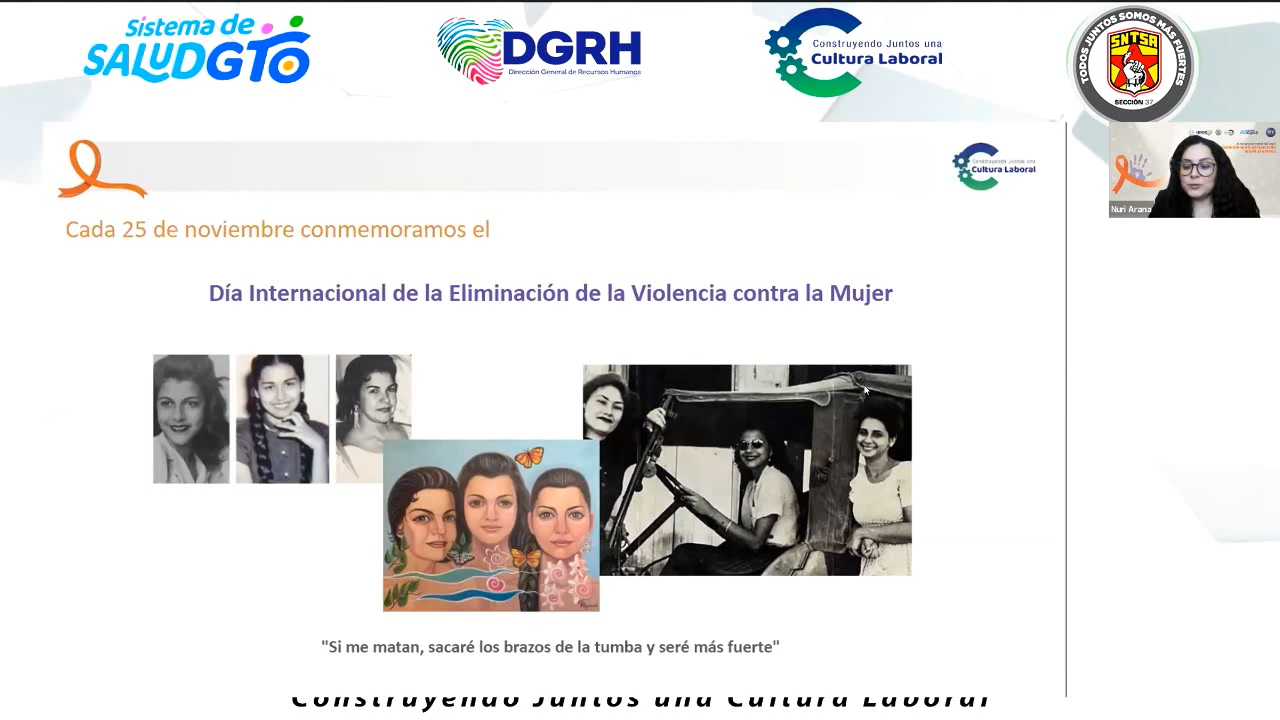 Sistema de
SALUDGTO
DGRH
Dirección General de Recursos Humanos
Construyendo Juntos una
Cultura Laboral
TODOS JUNTOS SOMOS MÁS FUERTES
SNTSA
SECCIÓN 37
Construyendo Juntos una
Cultura Laboral
Nuri Arana
Cada 25 de noviembre conmemoramos el
Día Internacional de la Eliminación de la Violencia contra la Mujer
"Si me matan, sacaré los brazos de la tumba y seré más fuerte"
Construyendo Juntos una Cultura Laboral